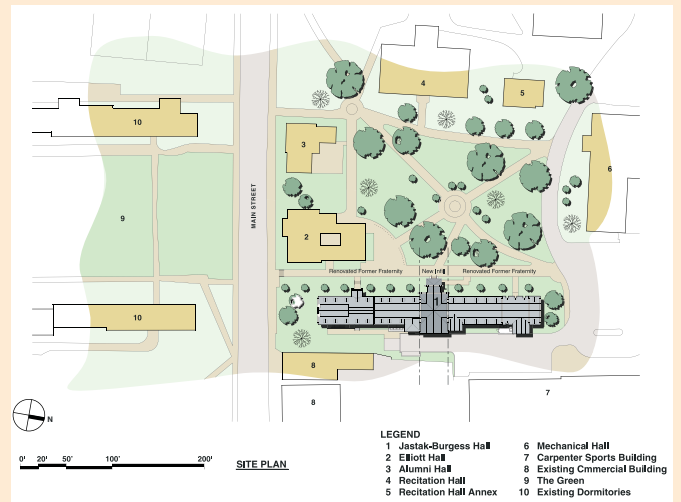 4
5
10
3
6
9
MAIN STREET
2
Renovated Former Fraternity New Infill Renovated Former Fraternity
1
10
8
8
7
N
0' 20' 50' 100' 200'
SITE PLAN
LEGEND
1 Jastak-Burgess Hall
2 Elliott Hall
3 Alumni Hall
4 Recitation Hall
5 Recitation Hall Annex
6 Mechanical Hall
7 Carpenter Sports Building
8 Existing Cmmercial Building
9 The Green
10 Existing Dormitories